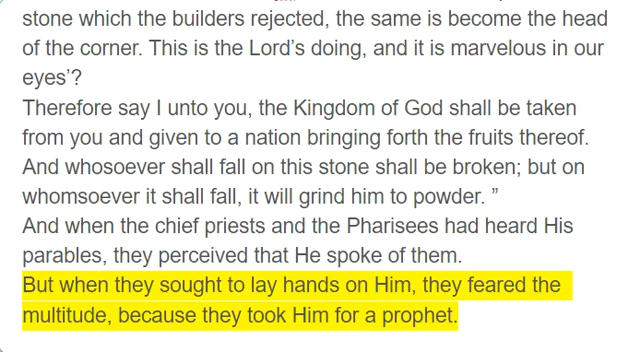 stone which the builders rejected, the same is become the head
of the corner. This is the Lord’s doing, and it is marvelous in our
eyes’?
Therefore say I unto you, the Kingdom of God shall be taken
from you and given to a nation bringing forth the fruits thereof.
And whosoever shall fall on this stone shall be broken; but on
whomsoever it shall fall, it will grind him to powder. ”
And when the chief priests and the Pharisees had heard His
parables, they perceived that He spoke of them.
But when they sought to lay hands on Him, they feared the
multitude, because they took Him for a prophet.